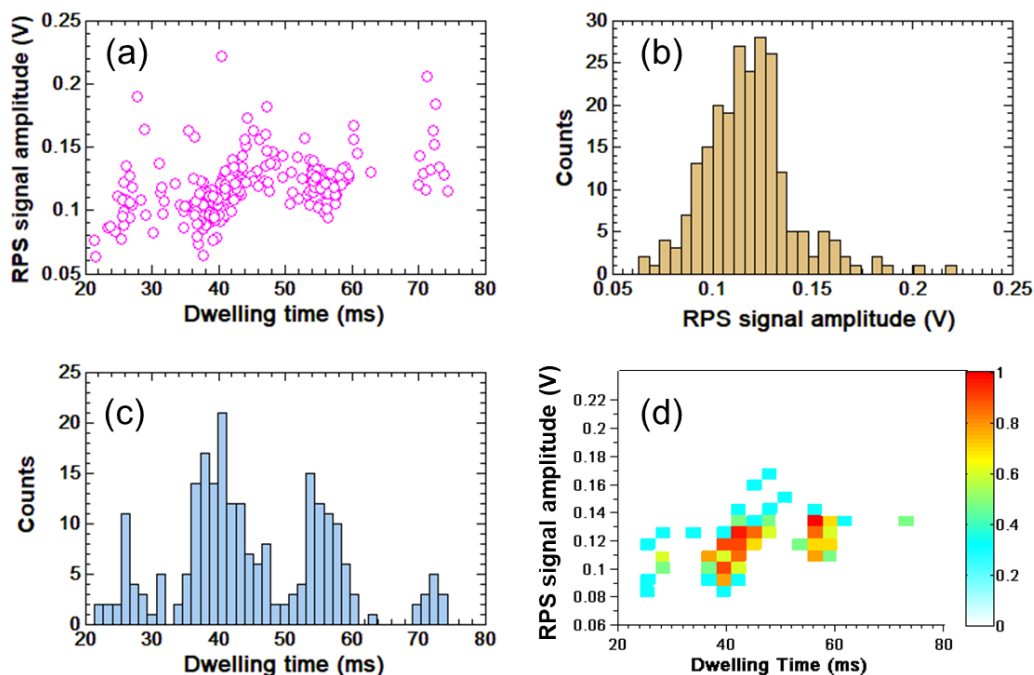 (a)
RPS signal amplitude (V)
0.25
0.2
0.15
0.1
0.05
20 30 40 50 60 70 80
Dwelling time (ms)
(b)
Counts
30
25
20
15
10
5
0
0.05 0.1 0.15 0.2 0.25
RPS signal amplitude (V)
(c)
Counts
25
20
15
10
5
0
20 30 40 50 60 70 80
Dwelling time (ms)
(d)
RPS signal amplitude (V)
0.22
0.2
0.18
0.16
0.14
0.12
0.1
0.08
0.06
20 40 60 80
Dwelling Time (ms)
1
0.8
0.6
0.4
0.2
0